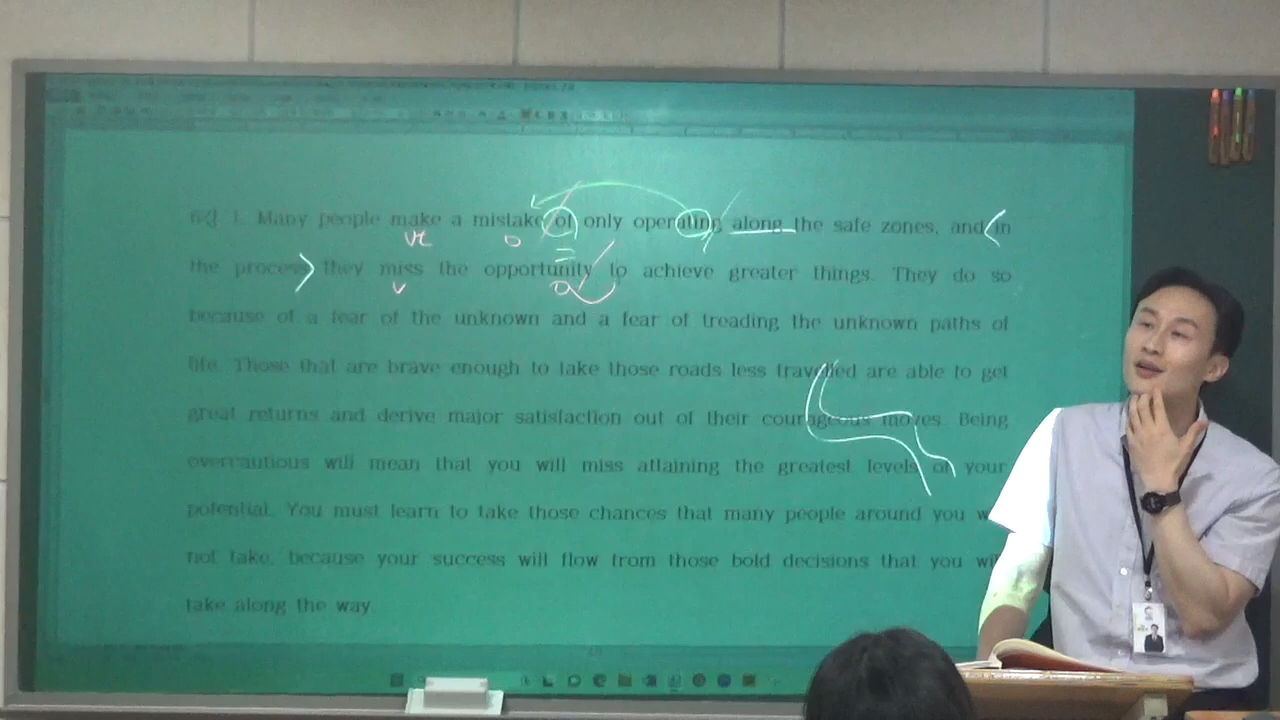 6강 1. Many people make a mistake of only operating along the safe zones, and in
the process they miss the opportunity to achieve greater things. They do so
because of a fear of the unknown and a fear of treading the unknown paths of
life. Those that are brave enough to take those roads less travelled are able to get
great returns and derive major satisfaction out of their courageous moves. Being
overcautious will mean that you will miss attaining the greatest levels of your
potential. You must learn to take those chances that many people around you
not take, because your success will flow from those bold decisions that you
take along the way.